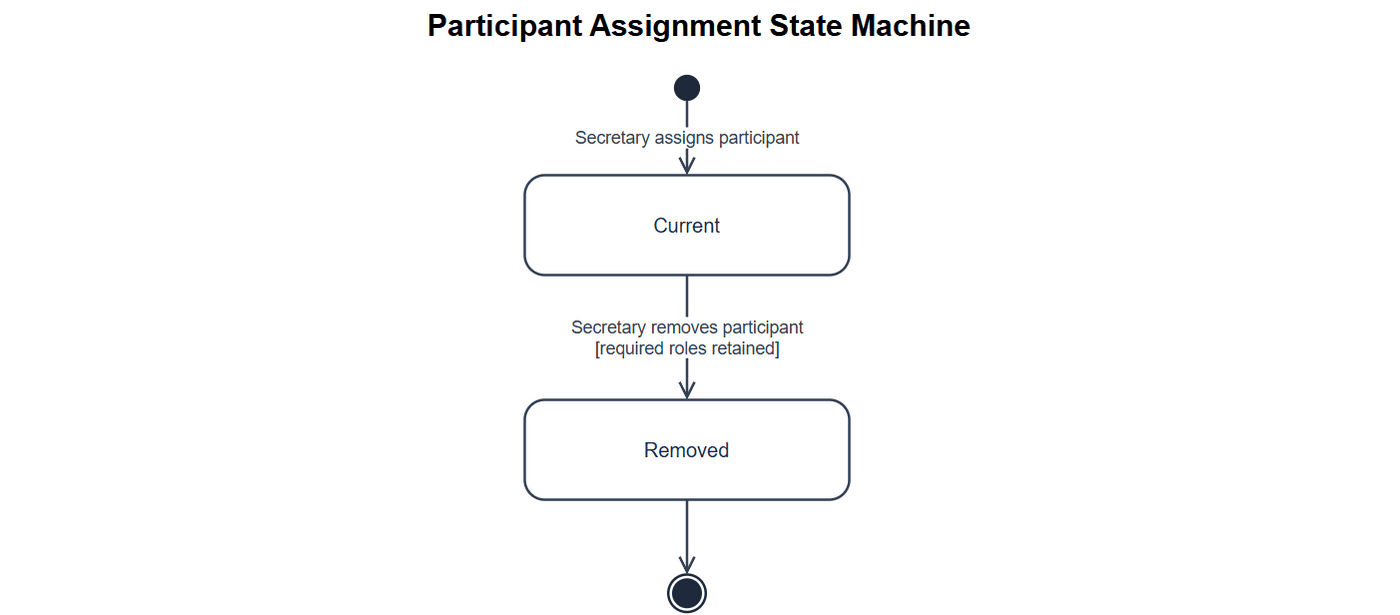 Participant Assignment State Machine
Secretary assigns participant
Current
Secretary removes participant
[required roles retained]
Removed